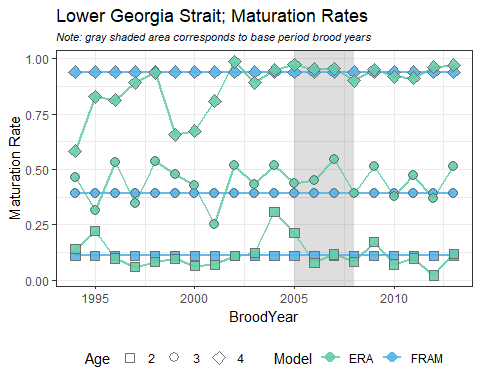 Lower Georgia Strait; Maturation Rates
Note: gray shaded area corresponds to base period brood years
Maturation Rate
1.00
0.75
0.50
0.25
0.00
1995 2000 2005 2010
BroodYear
Age 2 3 4 Model ERA FRAM